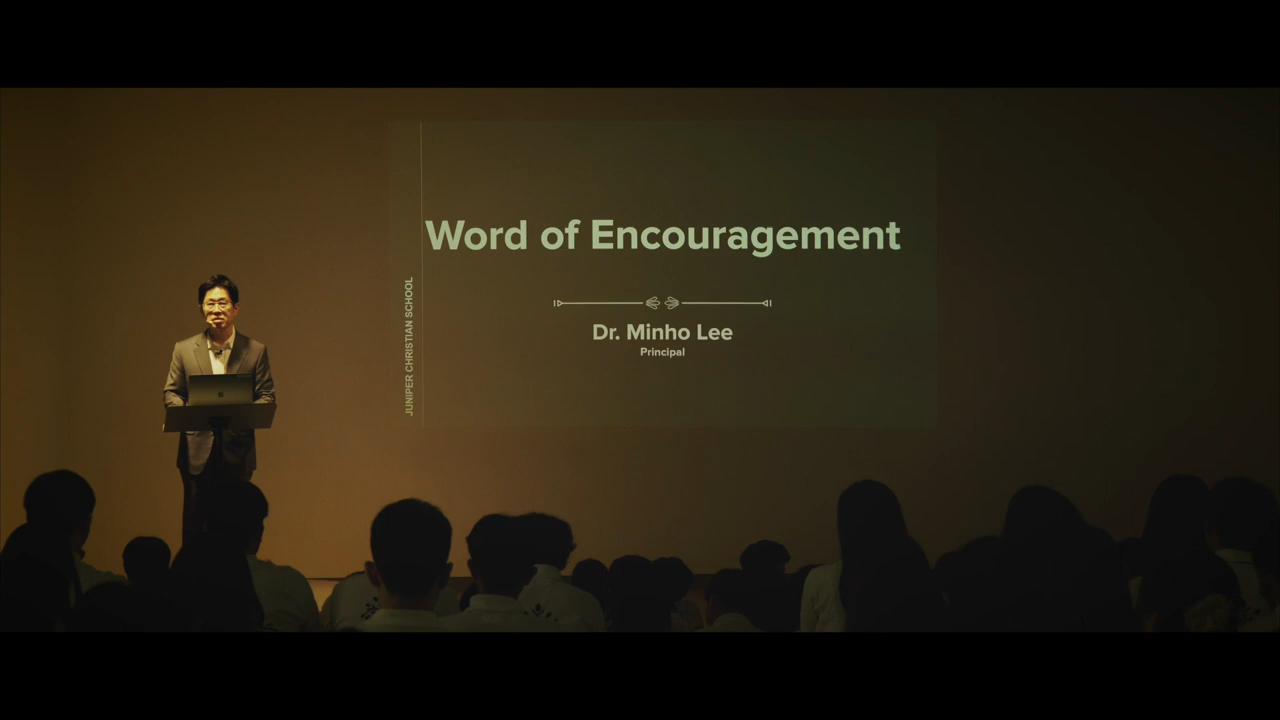 Word of Encouragement
Dr. Minho Lee
Principal
JUNIPER CHRISTIAN SCHOOL